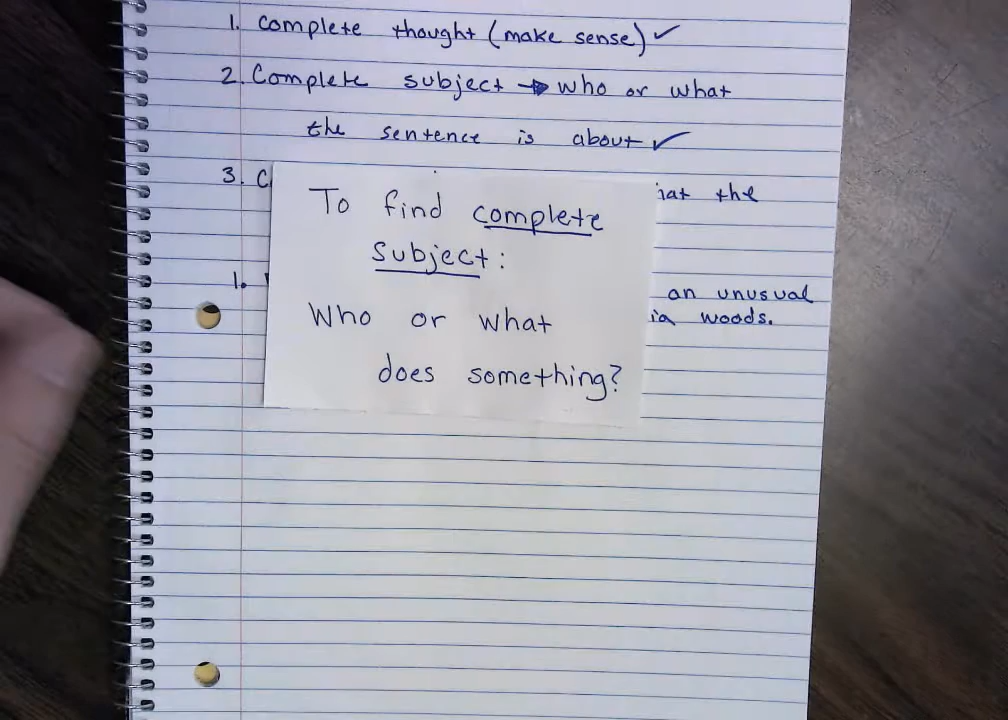 1. Complete thought (make sense) ✓
2. Complete subject → who or what
the sentence is about ✓
3. C
the
To find complete
subject:
Who or what
does something?
1.
an unusual
woods.